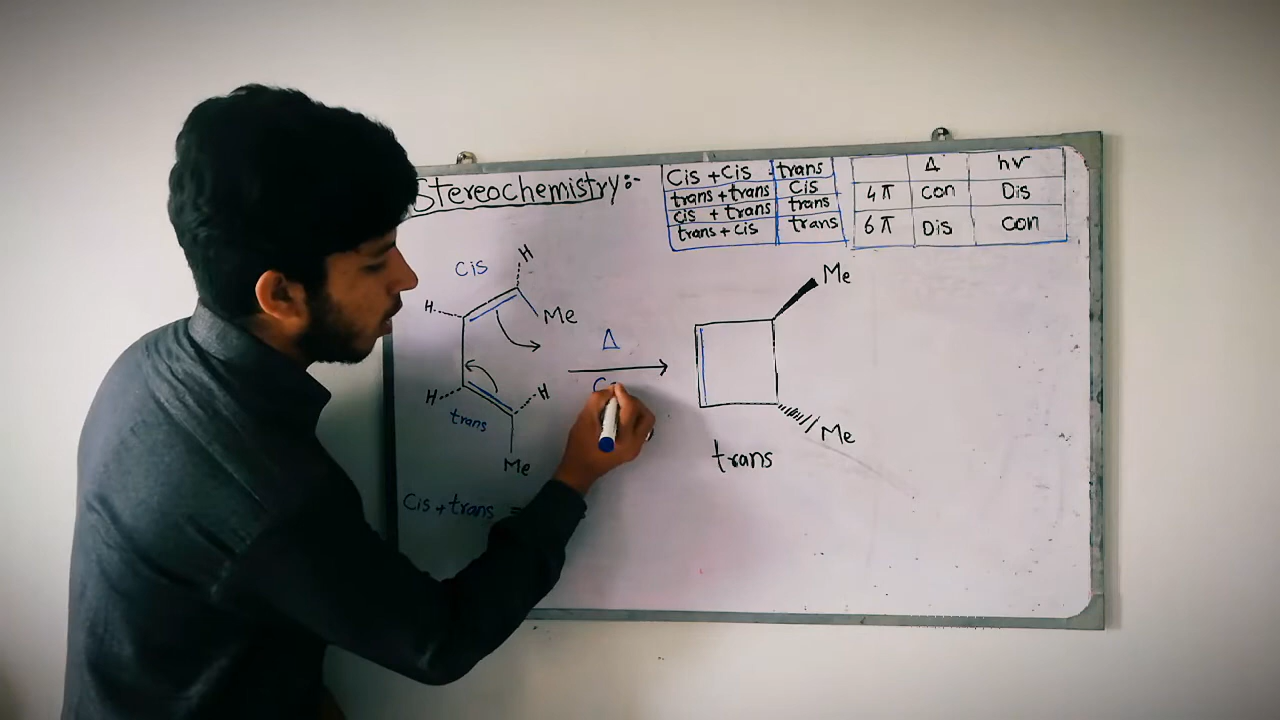 Stereochemistry:-
Cis + Cis trans
trans + trans Cis
cis + trans trans
trans + cis trans
Δ hν
4π con Dis
6π Dis con
cis
H
H
Me
H
H
trans
Me
Δ
Me
Me
trans
Cis + trans =